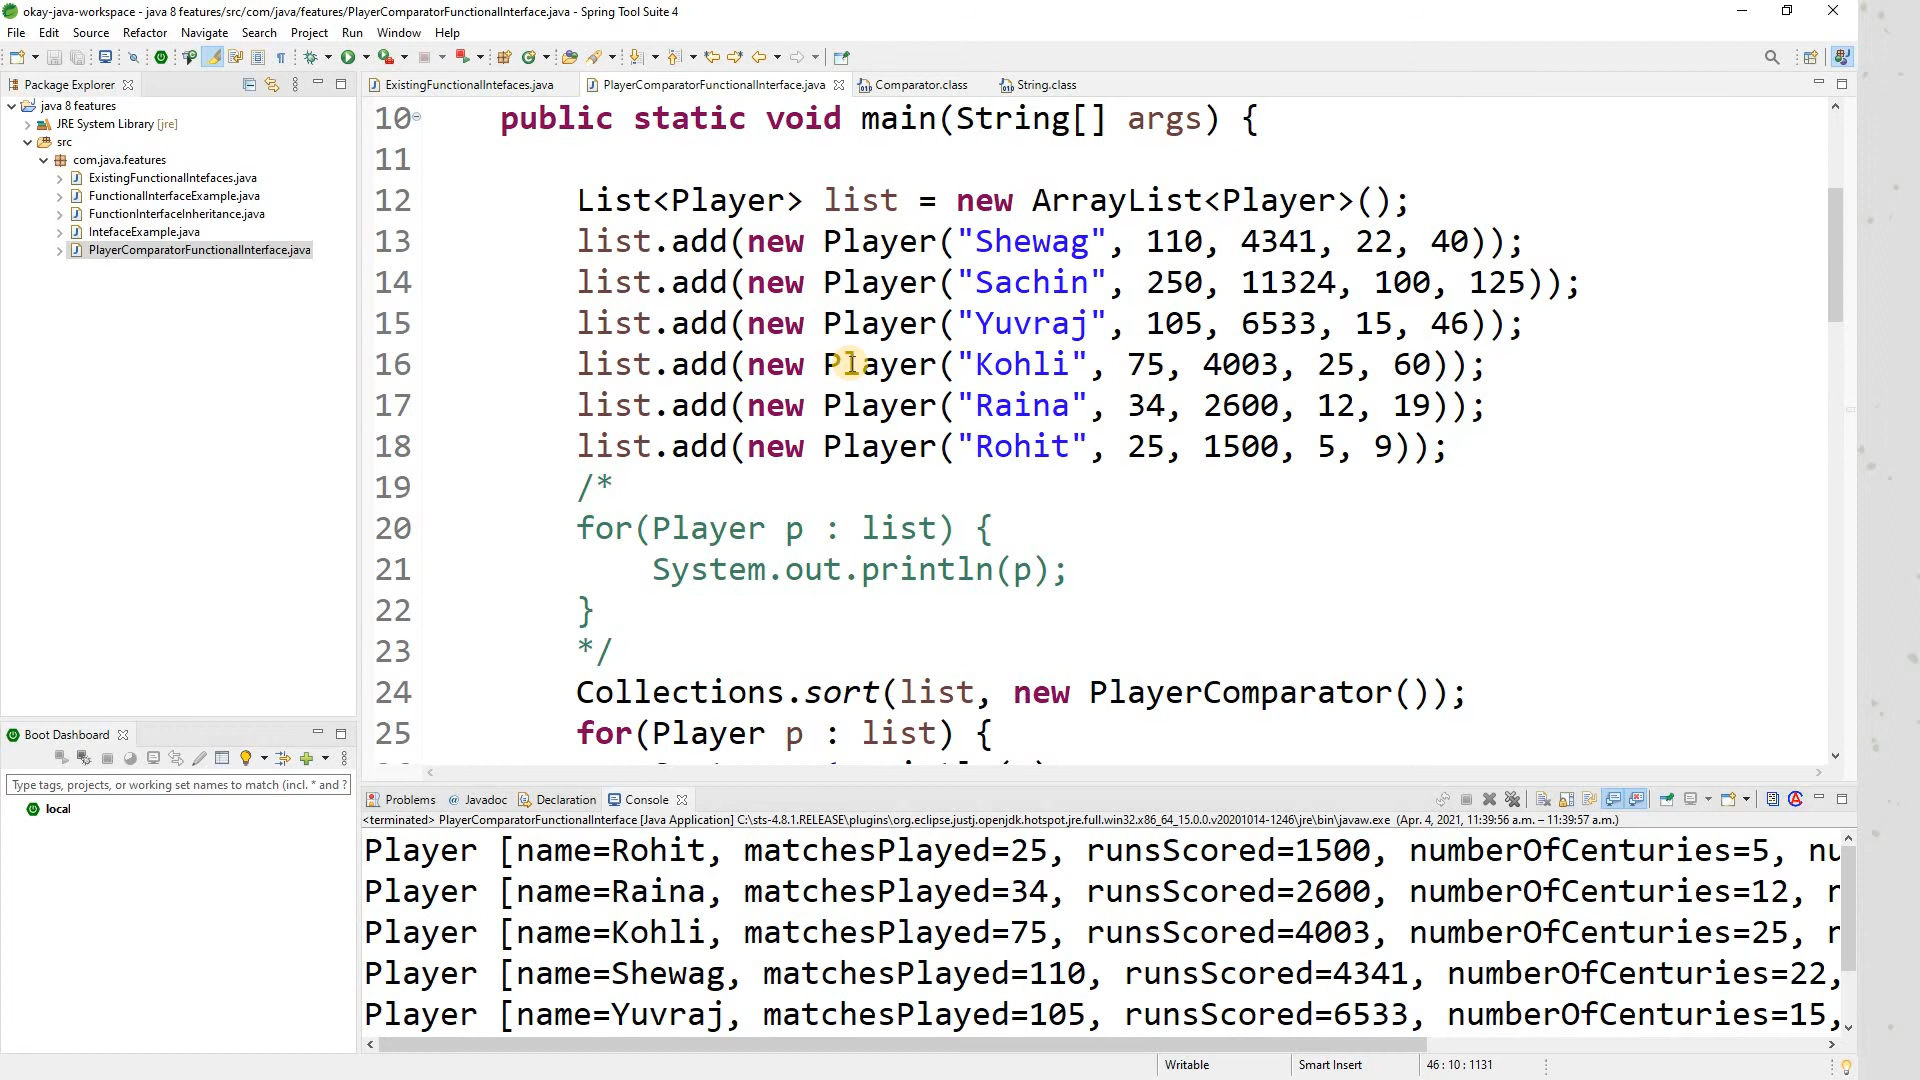 okay-java-workspace - java 8 features/src/com/java/features/PlayerComparatorFunctionalInterface.java - Spring Tool Suite 4
File Edit Source Refactor Navigate Search Project Run Window Help
Package Explorer
java 8 features
JRE System Library [jre]
src
com.java.features
ExistingFunctionalIntefaces.java
FunctionalInterfaceExample.java
FunctionInterfaceInheritance.java
IntefaceExample.java
PlayerComparatorFunctionalInterface.java
Boot Dashboard
Type tags, projects, or working set names to match (incl. * and ?
local
ExistingFunctionalIntefaces.java PlayerComparatorFunctionalInterface.java Comparator.class String.class
10 public static void main(String[] args) {
11
12 List<Player> list = new ArrayList<Player>();
13 list.add(new Player("Shewag", 110, 4341, 22, 40));
14 list.add(new Player("Sachin", 250, 11324, 100, 125));
15 list.add(new Player("Yuvraj", 105, 6533, 15, 46));
16 list.add(new Player("Kohli", 75, 4003, 25, 60));
17 list.add(new Player("Raina", 34, 2600, 12, 19));
18 list.add(new Player("Rohit", 25, 1500, 5, 9));
19 /*
20 for(Player p : list) {
21 System.out.println(p);
22 }
23 */
24 Collections.sort(list, new PlayerComparator());
25 for(Player p : list) {
Problems Javadoc Declaration Console
<terminated> PlayerComparatorFunctionalInterface [Java Application] C:\sts-4.8.1.RELEASE\plugins\org.eclipse.justj.openjdk.hotspot.jre.full.win32.x86_64_15.0.0.v20201014-1246\jre\bin\javaw.exe (Apr. 4, 2021, 11:39:56 a.m. – 11:39:57 a.m.)
Player [name=Rohit, matchesPlayed=25, runsScored=1500, numberOfCenturies=5, nu
Player [name=Raina, matchesPlayed=34, runsScored=2600, numberOfCenturies=12, r
Player [name=Kohli, matchesPlayed=75, runsScored=4003, numberOfCenturies=25, r
Player [name=Shewag, matchesPlayed=110, runsScored=4341, numberOfCenturies=22,
Player [name=Yuvraj, matchesPlayed=105, runsScored=6533, numberOfCenturies=15,
Writable Smart Insert 46 : 10 : 1131